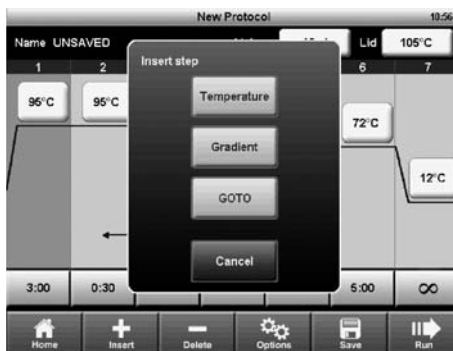 New Protocol 10:56
Name UNSAVED Lid 105°C
1 2 6 7
Insert step
95°C 95°C 72°C 12°C
Temperature
Gradient
GOTO
Cancel
3:00 0:30 5:00 ∞
Home Insert Delete Options Save Run